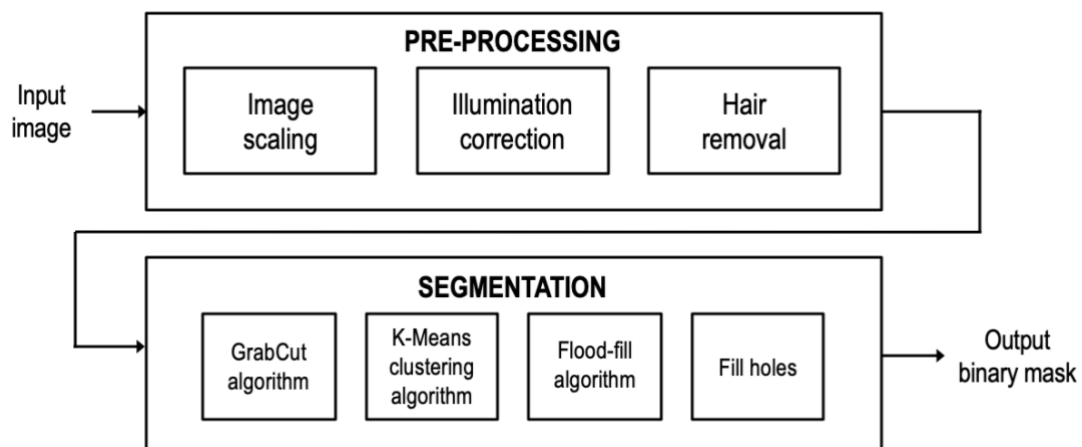 PRE-PROCESSING
Input
image
Image
scaling
Illumination
correction
Hair
removal
SEGMENTATION
GrabCut
algorithm
K-Means
clustering
algorithm
Flood-fill
algorithm
Fill holes
Output
binary mask